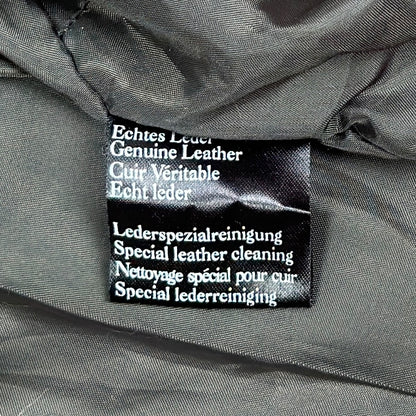 Echtes Leder
Genuine Leather
Cuir Véritable
Echt leder
Lederspezialreinigung
Special leather cleaning
Nettoyage spécial pour cuir
Special lederreiniging